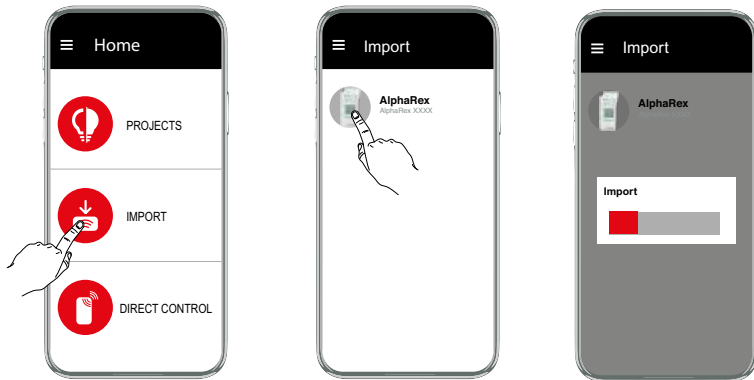 Home
PROJECTS
IMPORT
DIRECT CONTROL
Import
AlphaRex
AlphaRex XXXX
Import
AlphaRex
Import